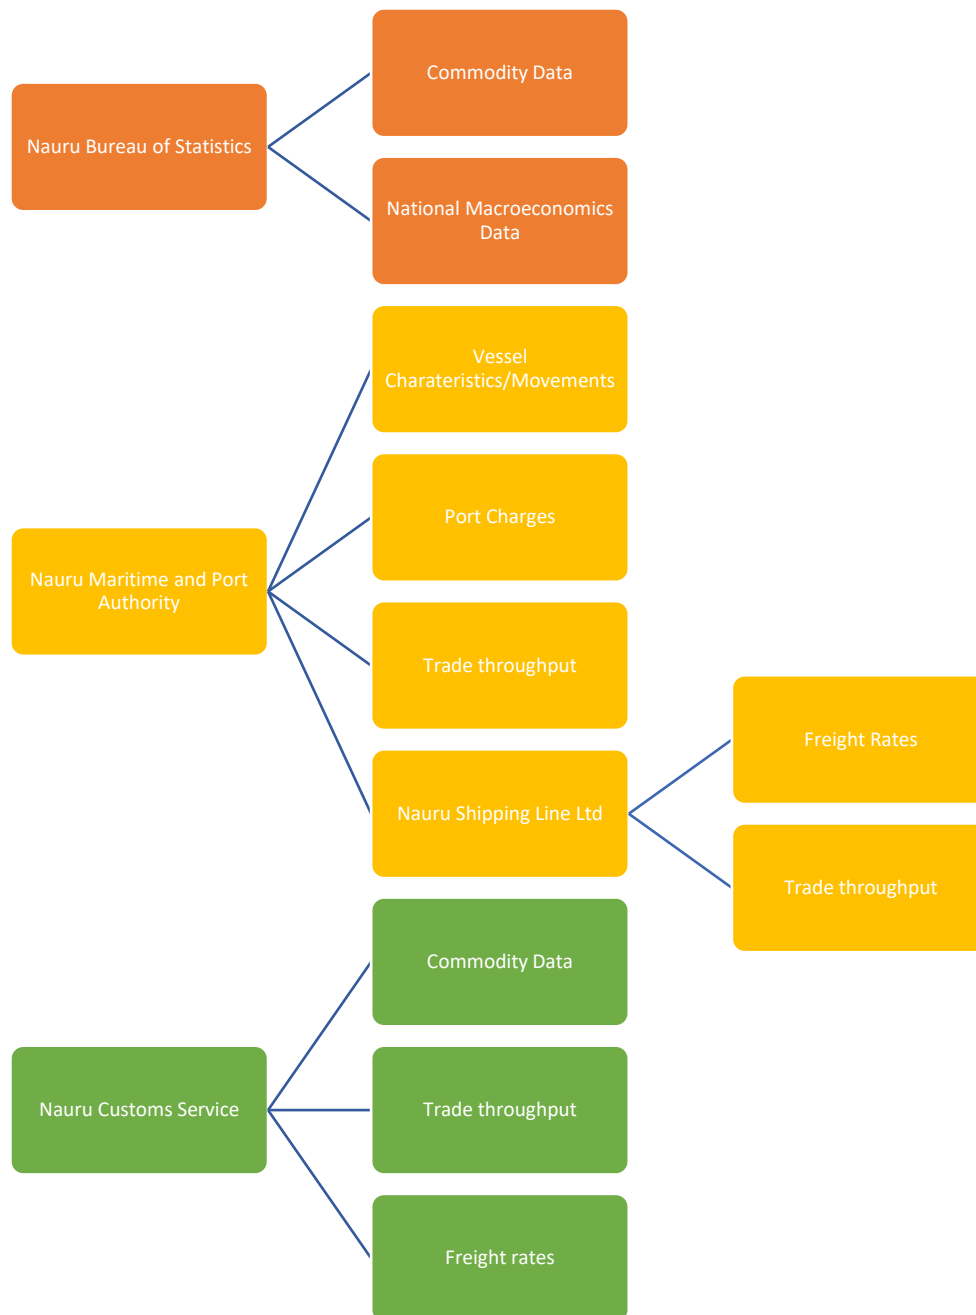 Commodity Data
Nauru Bureau of Statistics
National Macroeconomics
Data
Vessel
Charateristics/Movements
Port Charges
Nauru Maritime and Port
Authority
Trade throughput
Freight Rates
Nauru Shipping Line Ltd
Trade throughput
Commodity Data
Nauru Customs Service
Trade throughput
Freight rates